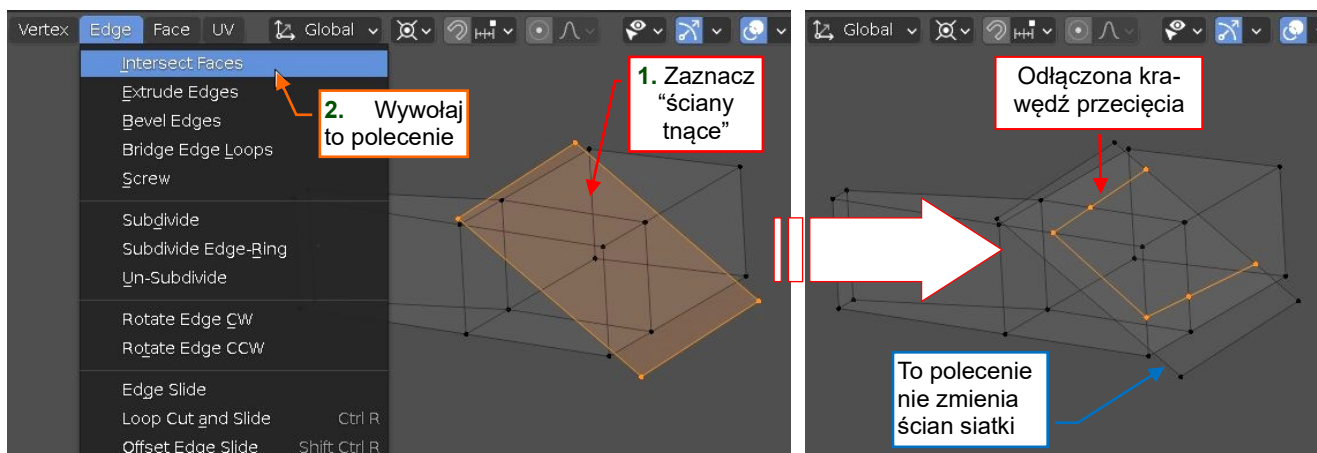 Vertex Edge Face UV Global
Intersect Faces
Extrude Edges
Bevel Edges
Bridge Edge Loops
Screw
Subdivide
Subdivide Edge-Ring
Un-Subdivide
Rotate Edge CW
Rotate Edge CCW
Edge Slide
Loop Cut and Slide Ctrl R
Offset Edge Slide Shift Ctrl R
2. Wywołaj
to polecenie
1. Zaznacz
“ściany
tnące”
Global
Odłączona kra-
wędź przecięcia
To polecenie
nie zmienia
ścian siatki